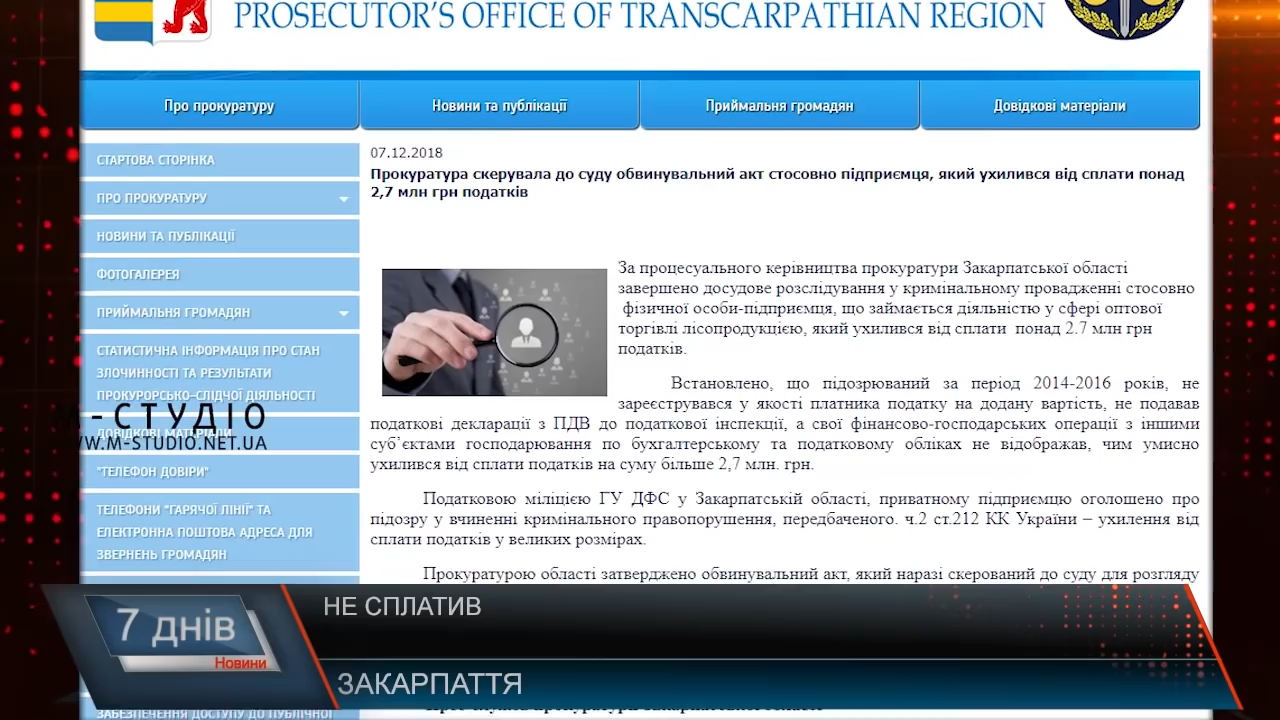 PROSECUTOR'S OFFICE OF TRANSCARPATHIAN REGION
Про прокуратуру
Новини та публікації
Приймальня громадян
Довідкові матеріали
СТАРТОВА СТОРІНКА
ПРО ПРОКУРАТУРУ
НОВИНИ ТА ПУБЛІКАЦІЇ
ФОТОГАЛЕРЕЯ
ПРИЙМАЛЬНЯ ГРОМАДЯН
СТАТИСТИЧНА ІНФОРМАЦІЯ ПРО СТАН
ЗЛОЧИННОСТІ ТА РЕЗУЛЬТАТИ
ПРОКУРОРСЬКО-СЛІДЧОЇ ДІЯЛЬНОСТІ
М-СТУДІО
ДОВІДКОВІ МАТЕРІАЛИ
WWW.M-STUDIO.NET.UA
"ТЕЛЕФОН ДОВІРИ"
ТЕЛЕФОНИ "ГАРЯЧОЇ ЛІНІЇ" ТА
ЕЛЕКТРОННА ПОШТОВА АДРЕСА ДЛЯ
ЗВЕРНЕНЬ ГРОМАДЯН
07.12.2018
Прокуратура скерувала до суду обвинувальний акт стосовно підприємця, який ухилився від сплати понад
2,7 млн грн податків
За процесуального керівництва прокуратури Закарпатської області
завершено досудове розслідування у кримінальному провадженні стосовно
фізичної особи-підприємця, що займається діяльністю у сфері оптової
торгівлі лісопродукцією, який ухилився від сплати понад 2.7 млн грн
податків.
Встановлено, що підозрюваний за період 2014-2016 років, не
зареєструвався у якості платника податку на додану вартість, не подавав
податкові декларації з ПДВ до податкової інспекції, а свої фінансово-господарських операції з іншими
суб'єктами господарювання по бухгалтерському та податковому обліках не відображав, чим умисно
ухилився від сплати податків на суму більше 2,7 млн. грн.
Податковою міліцією ГУ ДФС у Закарпатській області, приватному підприємцю оголошено про
підозру у вчиненні кримінального правопорушення, передбаченого. ч.2 ст.212 КК України – ухилення від
сплати податків у великих розмірах.
Прокуратурою області затверджено обвинувальний акт, який наразі скерований до суду для розгляду
7 днів
Новини
НЕ СПЛАТИВ
ЗАКАРПАТТЯ
ЗАБЕЗПЕЧЕННЯ ДОСТУПУ ДО ПУБЛІЧНОЇ